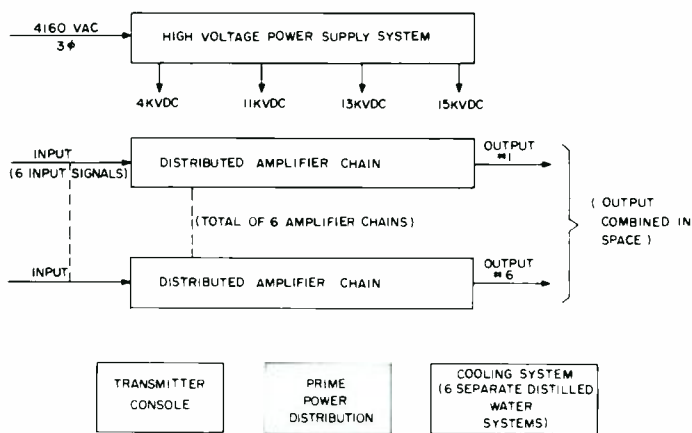 4160 VAC
3ϕ
HIGH VOLTAGE POWER SUPPLY SYSTEM
4KVDC
11KVDC
13KVDC
15KVDC
INPUT
(6 INPUT SIGNALS)
DISTRIBUTED AMPLIFIER CHAIN
OUTPUT
#1
(TOTAL OF 6 AMPLIFIER CHAINS)
(OUTPUT
COMBINED IN
SPACE)
INPUT
DISTRIBUTED AMPLIFIER CHAIN
OUTPUT
#6
TRANSMITTER
CONSOLE
PRIME
POWER
DISTRIBUTION
COOLING SYSTEM
(6 SEPARATE DISTILLED
WATER
SYSTEMS)